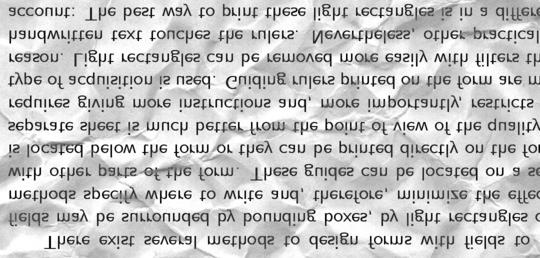 There exist several methods to design forms with fields to
fields may be surrounded by bounding boxes, by light rectangles o
methods specify where to write and, therefore, minimize the effec
with other parts of the form. These guides can be located on a se
is located below the form or they can be printed directly on the fo
separate sheet is much better from the point of view of the quality
requires giving more instructions and, more importantly, restricts
type of acquisition is used. Guiding rulers printed on the form are m
reason. Light rectangles can be removed more easily with filters th
handwritten text touches the rulers. Nevertheless, other practical
account: The best way to print these light rectangles is in a differe